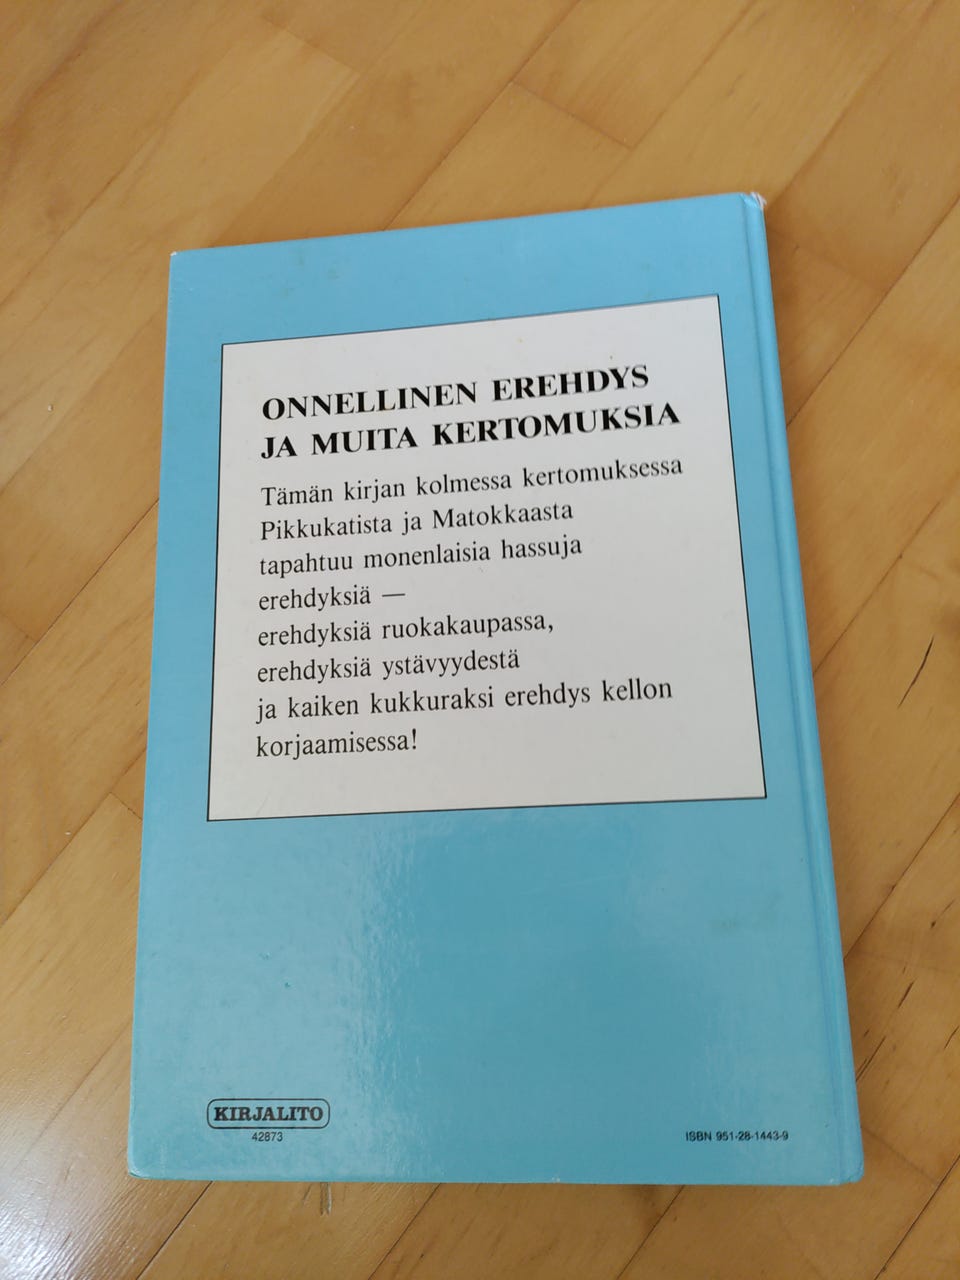 ONNELLINEN EREHDYS
JA MUITA KERTOMUKSIA
Tämän kirjan kolmessa kertomuksessa
Pikkukatista ja Matokkaasta
tapahtuu monenlaisia hassuja
erehdyksiä —
erehdyksiä ruokakaupassa,
erehdyksiä ystävyydestä
ja kaiken kukkuraksi erehdys kellon
korjaamisessa!
KIRJALITO
42873
ISBN 951-28-1443-9